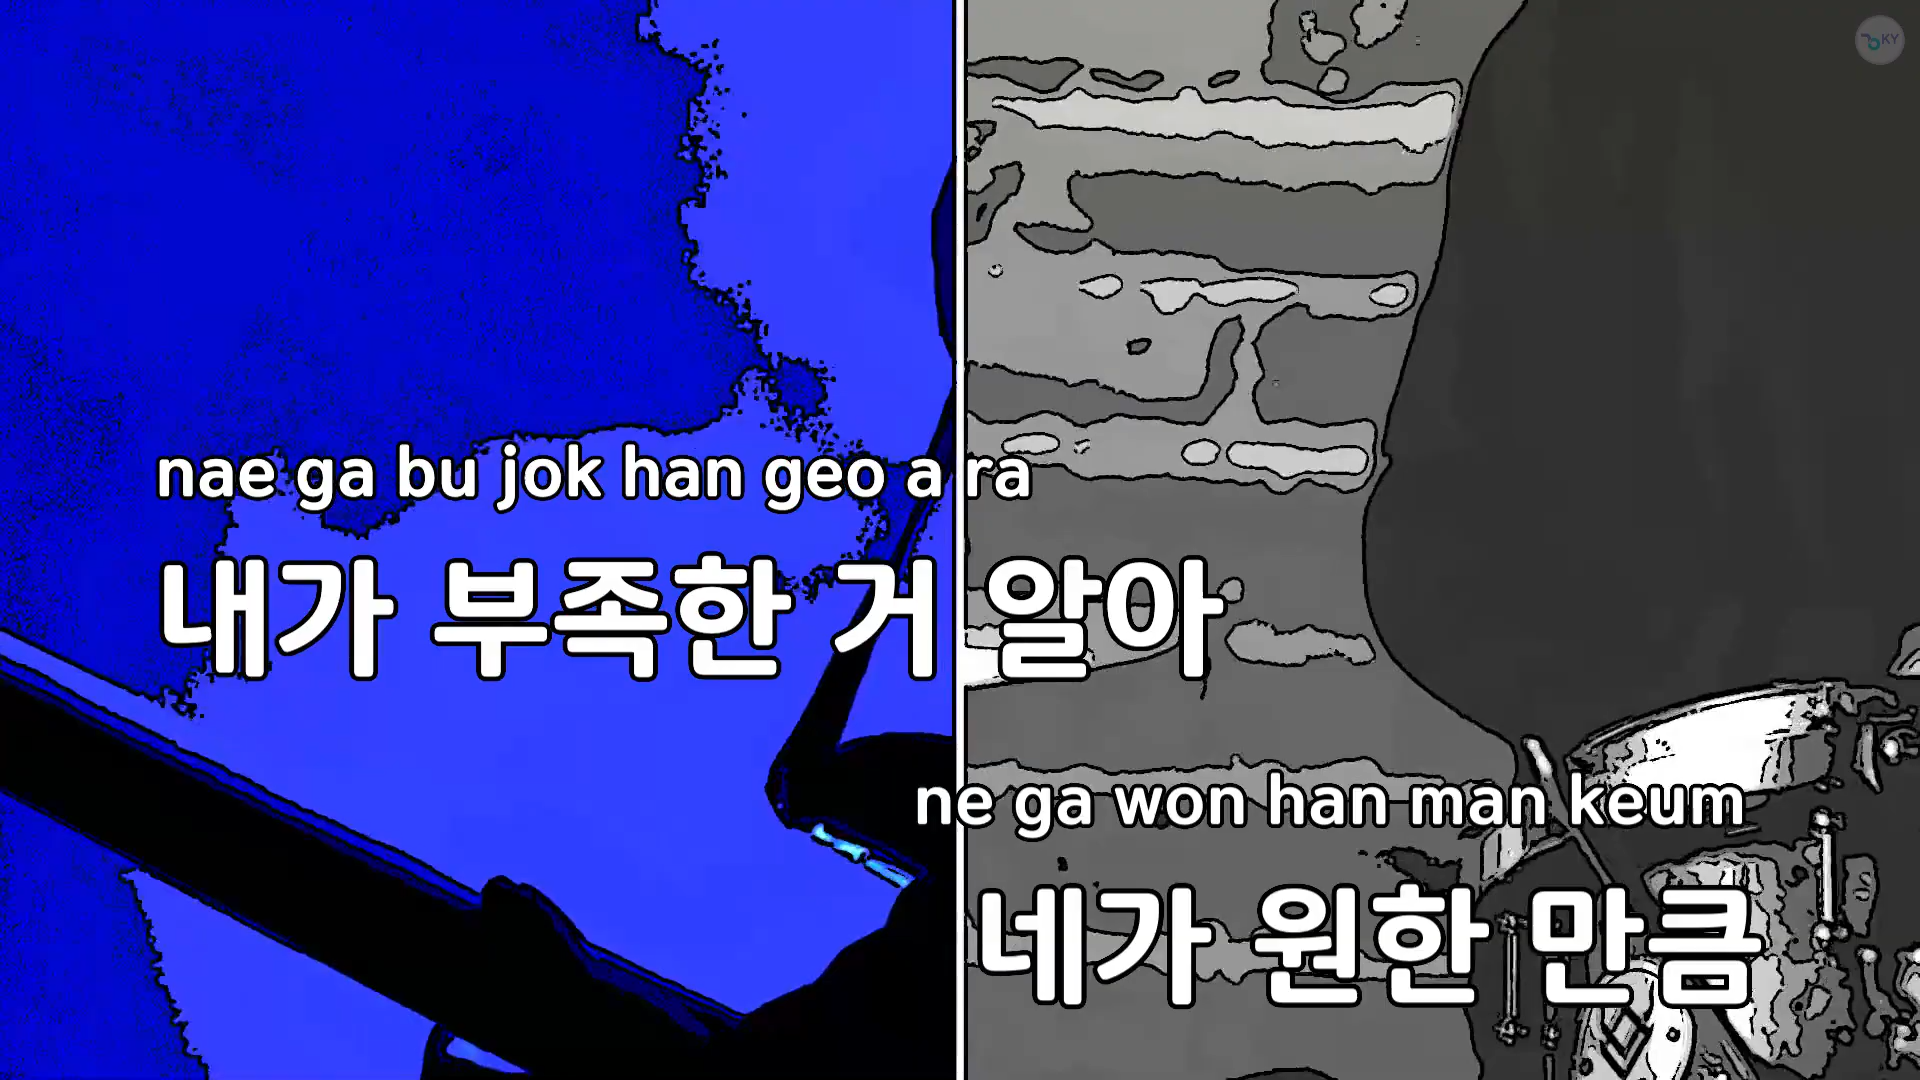 KY
nae ga bu jok han geo a ra
내가 부족한 거 알아
ne ga won han man keum
네가 원한 만큼